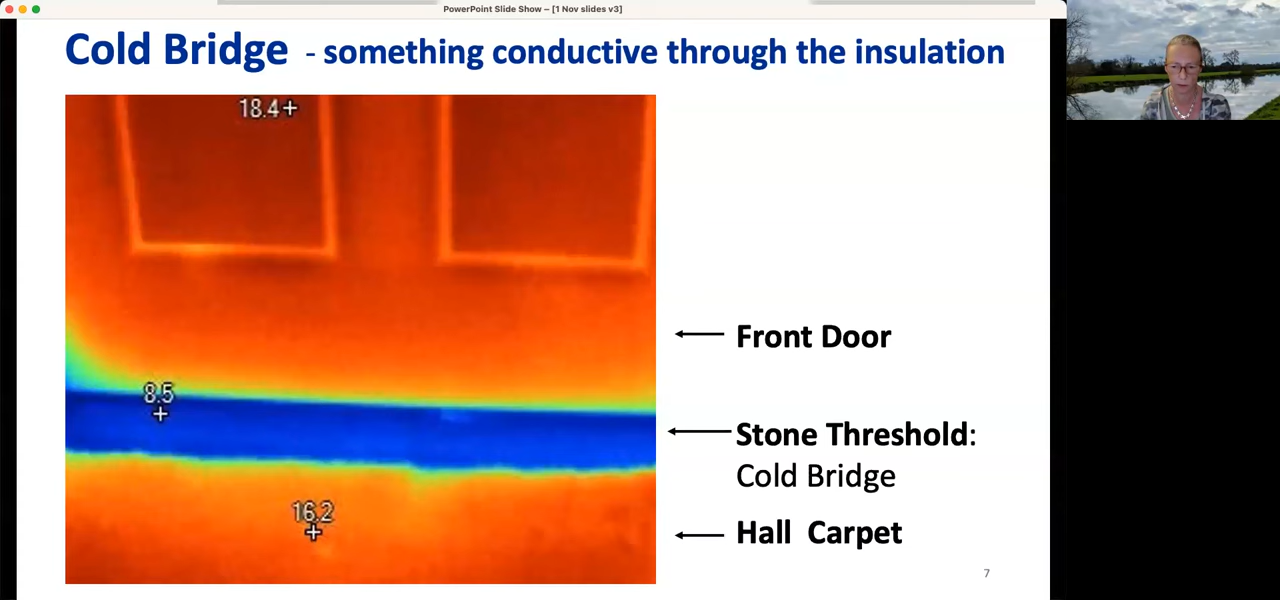 PowerPoint Slide Show – [1 Nov slides v3]
Cold Bridge - something conductive through the insulation
18.4+
Front Door
8.5
+
Stone Threshold:
Cold Bridge
16.2
+
Hall Carpet
7